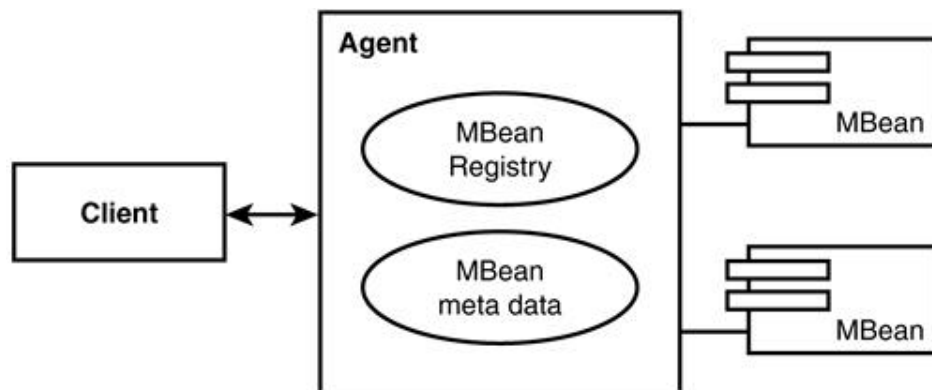 Agent
MBean
Registry
Client
MBean
meta data
MBean
MBean